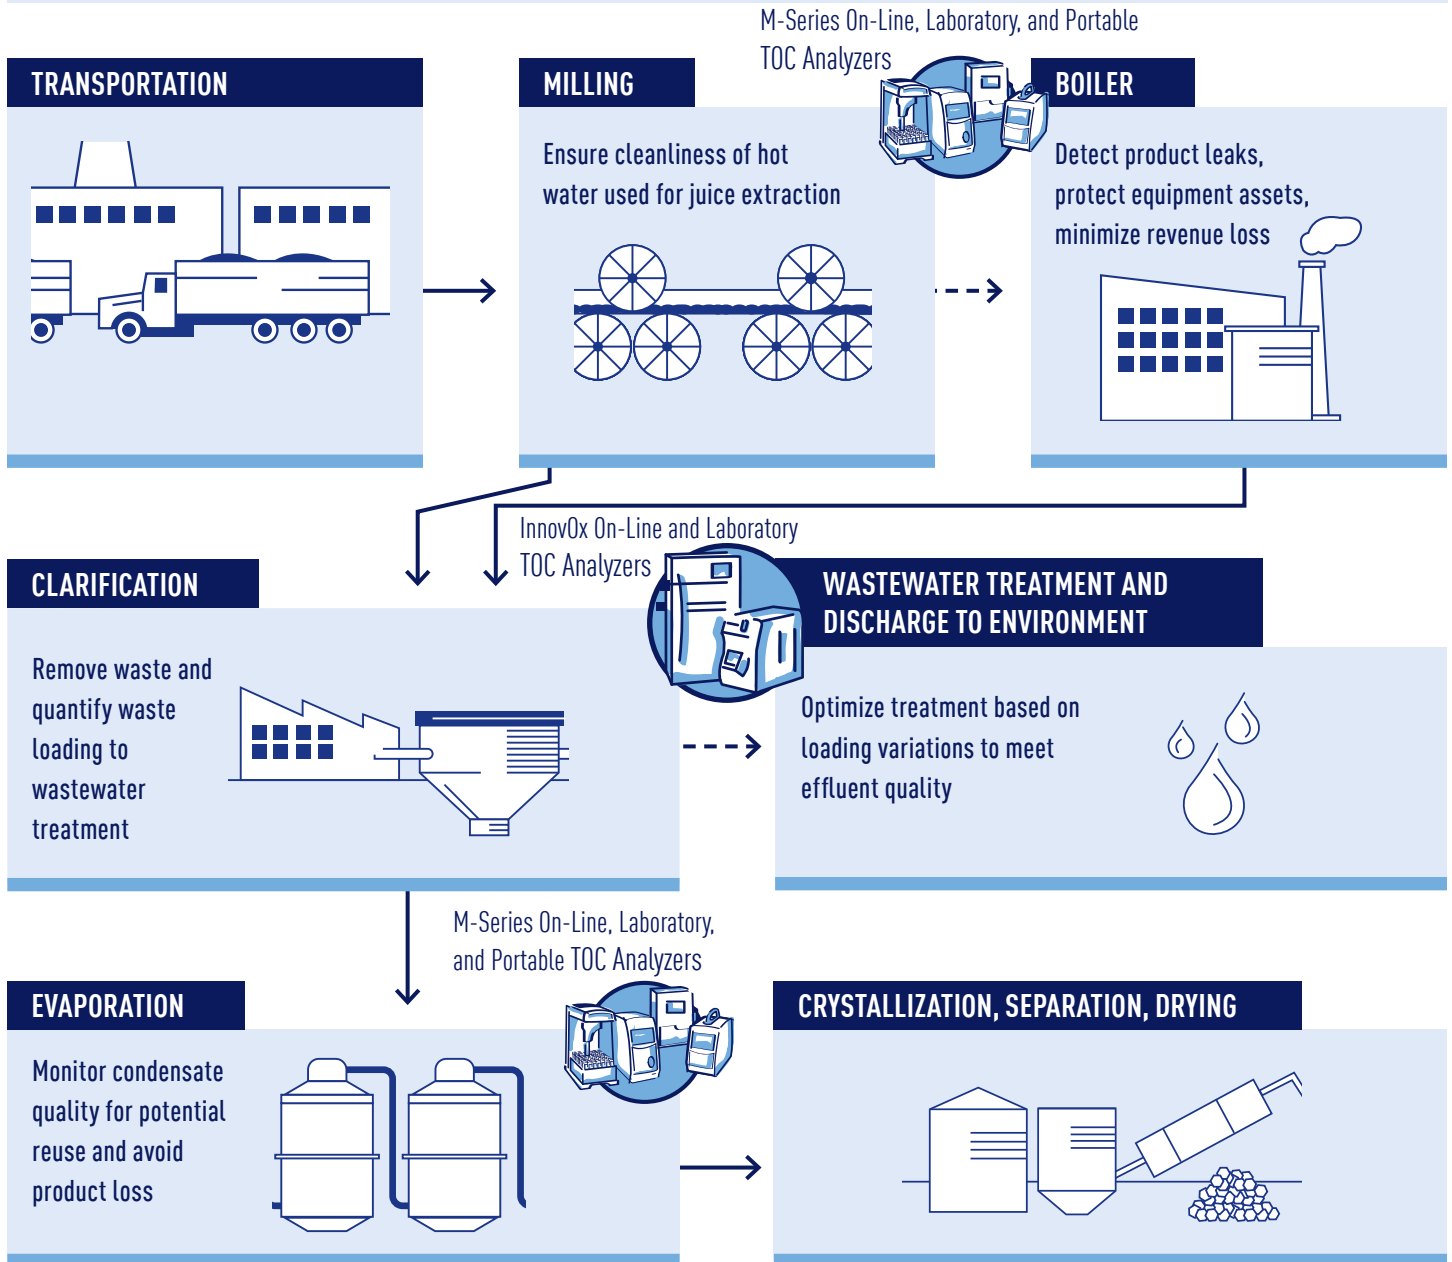 M-Series On-Line, Laboratory, and Portable
TOC Analyzers
TRANSPORTATION
MILLING
Ensure cleanliness of hot
water used for juice extraction
BOILER
Detect product leaks,
protect equipment assets,
minimize revenue loss
InnovOx On-Line and Laboratory
TOC Analyzers
CLARIFICATION
Remove waste and
quantify waste
loading to
wastewater
treatment
WASTEWATER TREATMENT AND
DISCHARGE TO ENVIRONMENT
Optimize treatment based on
loading variations to meet
effluent quality
M-Series On-Line, Laboratory,
and Portable TOC Analyzers
EVAPORATION
Monitor condensate
quality for potential
reuse and avoid
product loss
CRYSTALLIZATION, SEPARATION, DRYING